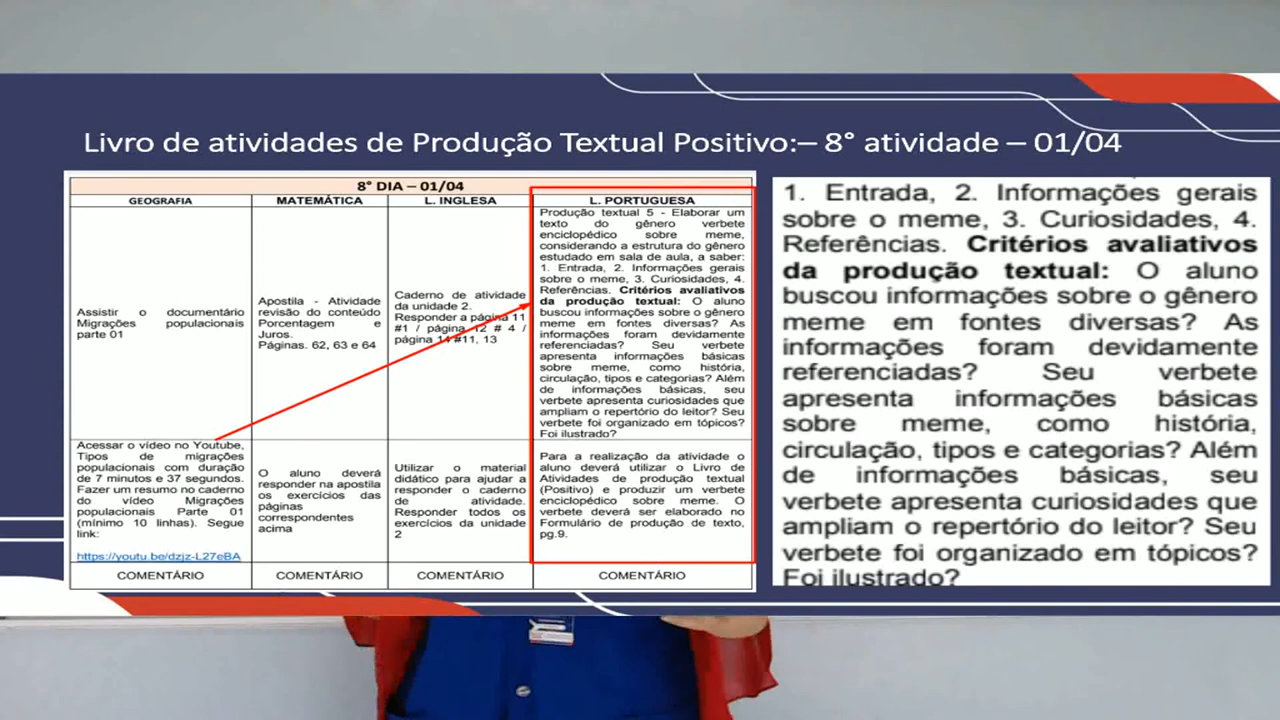 Livro de atividades de Produção Textual Positivo:– 8° atividade – 01/04
8° DIA – 01/04
GEOGRAFIA
MATEMÁTICA
L. INGLESA
L. PORTUGUESA
Assistir o documentário
Migrações populacionais
parte 01
Apostila - Atividade
revisão do conteúdo
Porcentagem e
Juros.
Páginas. 62, 63 e 64
Caderno de atividade
da unidade 2.
Responder a página 11
#1 / página 12 # 4 /
página 14 #11, 13
Produção textual 5 - Elaborar um
texto do gênero verbete
enciclopédico sobre meme,
considerando a estrutura do gênero
estudado em sala de aula, a saber:
1. Entrada, 2. Informações gerais
sobre o meme, 3. Curiosidades, 4.
Referências. Critérios avaliativos
da produção textual: O aluno
buscou informações sobre o gênero
meme em fontes diversas? As
informações foram devidamente
referenciadas? Seu verbete
apresenta informações básicas
sobre meme, como história,
circulação, tipos e categorias? Além
de informações básicas, seu
verbete apresenta curiosidades que
ampliam o repertório do leitor? Seu
verbete foi organizado em tópicos?
Foi ilustrado?
Acessar o vídeo no Youtube,
Tipos de migrações
populacionais com duração
de 7 minutos e 37 segundos.
Fazer um resumo no caderno
do vídeo Migrações
populacionais Parte 01
(mínimo 10 linhas). Segue
link:
https://youtu.be/dzjz-L27eBA
O aluno deverá
responder na apostila
os exercícios das
páginas
correspondentes
acima
Utilizar o material
didático para ajudar a
responder o caderno
de atividade.
Responder todos os
exercícios da unidade
2
Para a realização da atividade o
aluno deverá utilizar o Livro de
Atividades de produção textual
(Positivo) e produzir um verbete
enciclopédico sobre meme. O
verbete deverá ser elaborado no
Formulário de produção de texto,
pg.9.
COMENTÁRIO
COMENTÁRIO
COMENTÁRIO
COMENTÁRIO
1. Entrada, 2. Informações gerais
sobre o meme, 3. Curiosidades, 4.
Referências. Critérios avaliativos
da produção textual: O aluno
buscou informações sobre o gênero
meme em fontes diversas? As
informações foram devidamente
referenciadas? Seu verbete
apresenta informações básicas
sobre meme, como história,
circulação, tipos e categorias? Além
de informações básicas, seu
verbete apresenta curiosidades que
ampliam o repertório do leitor? Seu
verbete foi organizado em tópicos?
Foi ilustrado?